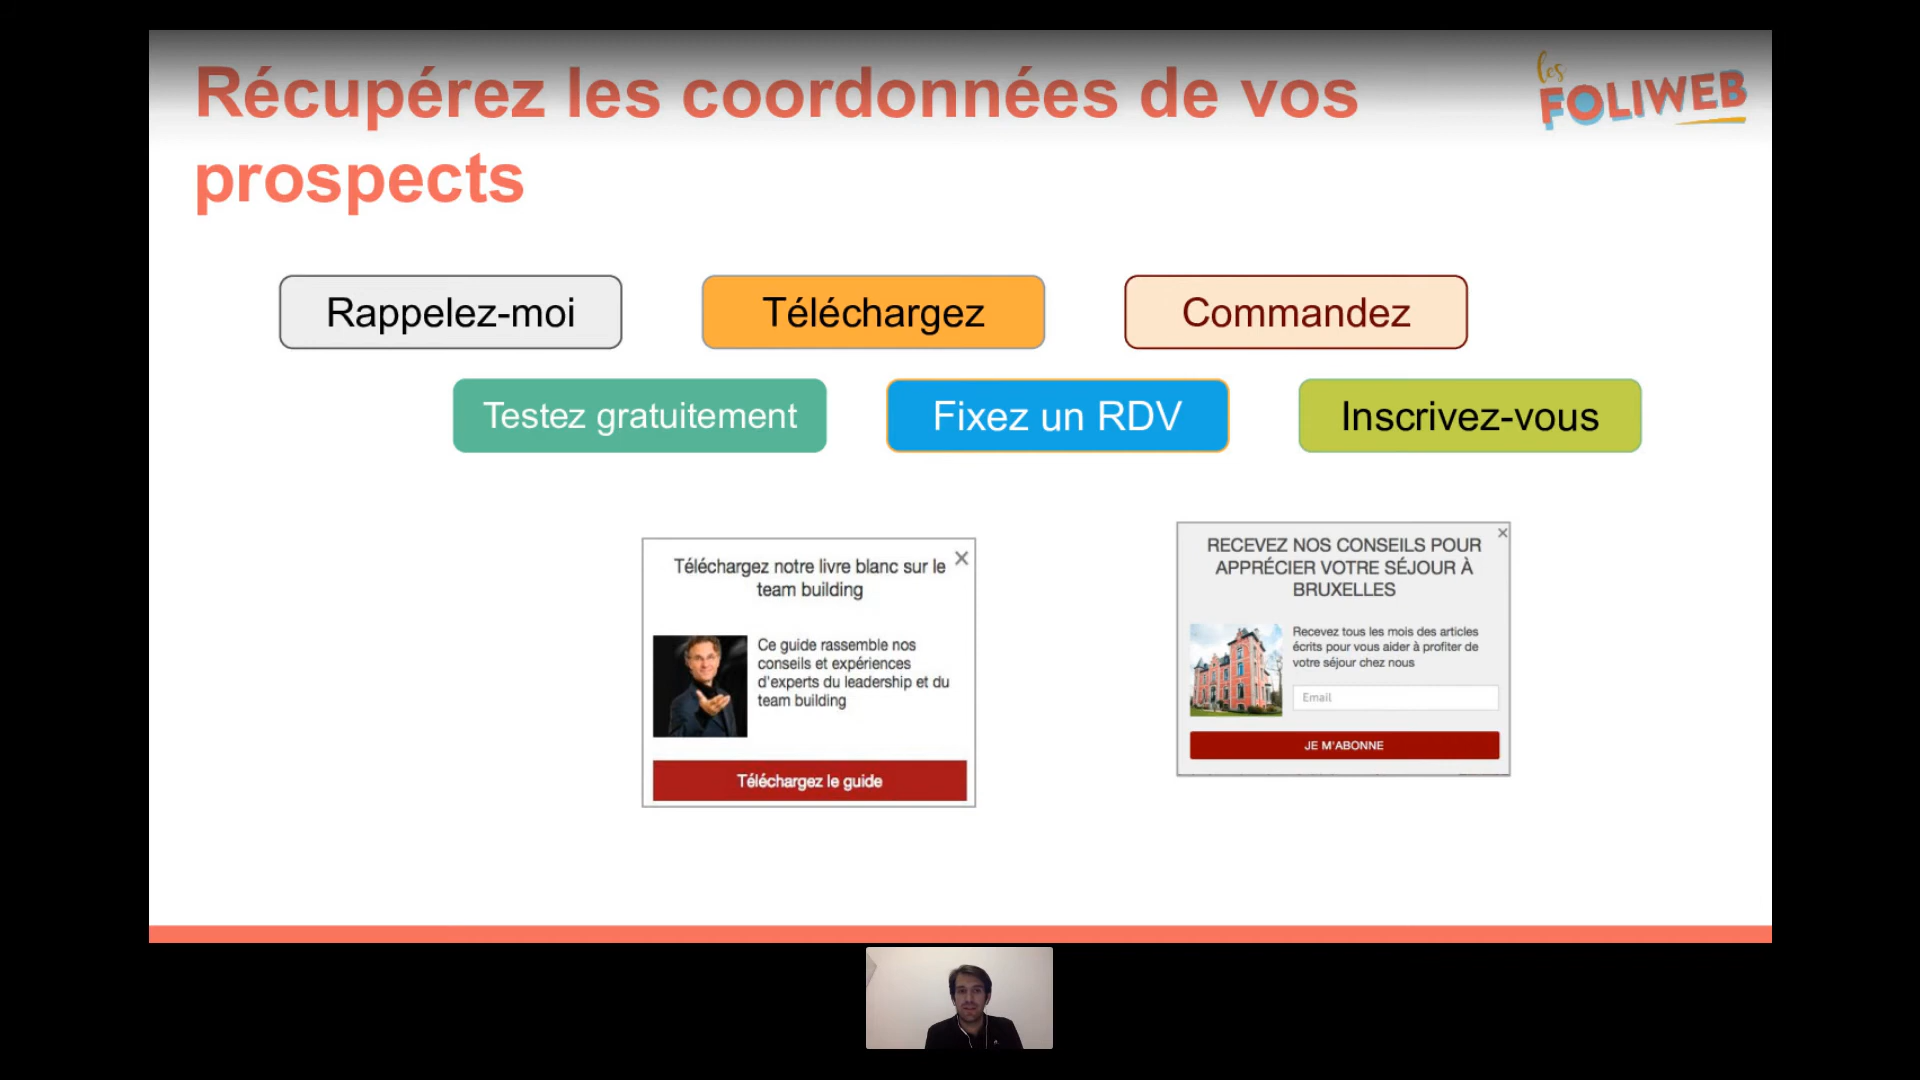 Récupérez les coordonnées de vos
prospects
les
FOLIWEB
Rappelez-moi
Téléchargez
Commandez
Testez gratuitement
Fixez un RDV
Inscrivez-vous
Téléchargez notre livre blanc sur le
team building
Ce guide rassemble nos
conseils et expériences
d'experts du leadership et du
team building
Téléchargez le guide
RECEVEZ NOS CONSEILS POUR
APPRÉCIER VOTRE SÉJOUR À
BRUXELLES
Recevez tous les mois des articles
écrits pour vous aider à profiter de
votre séjour chez nous
Email
JE M'ABONNE